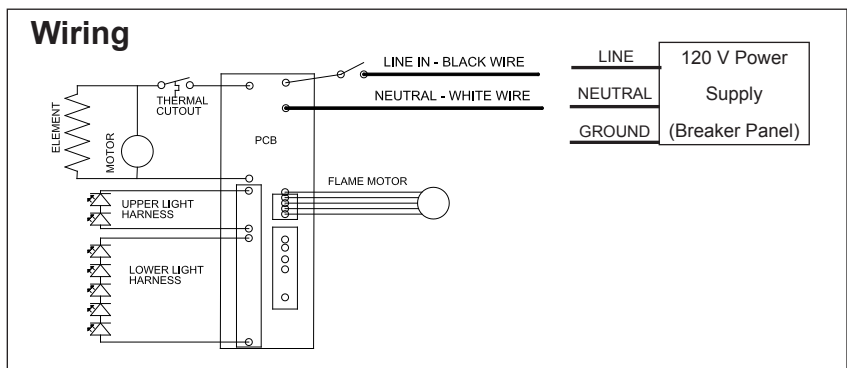 Wiring
LINE IN - BLACK WIRE
LINE
120 V Power
NEUTRAL - WHITE WIRE
NEUTRAL
Supply
GROUND
(Breaker Panel)
THERMAL
CUTOUT
ELEMENT
MOTOR
PCB
FLAME MOTOR
UPPER LIGHT
HARNESS
LOWER LIGHT
HARNESS